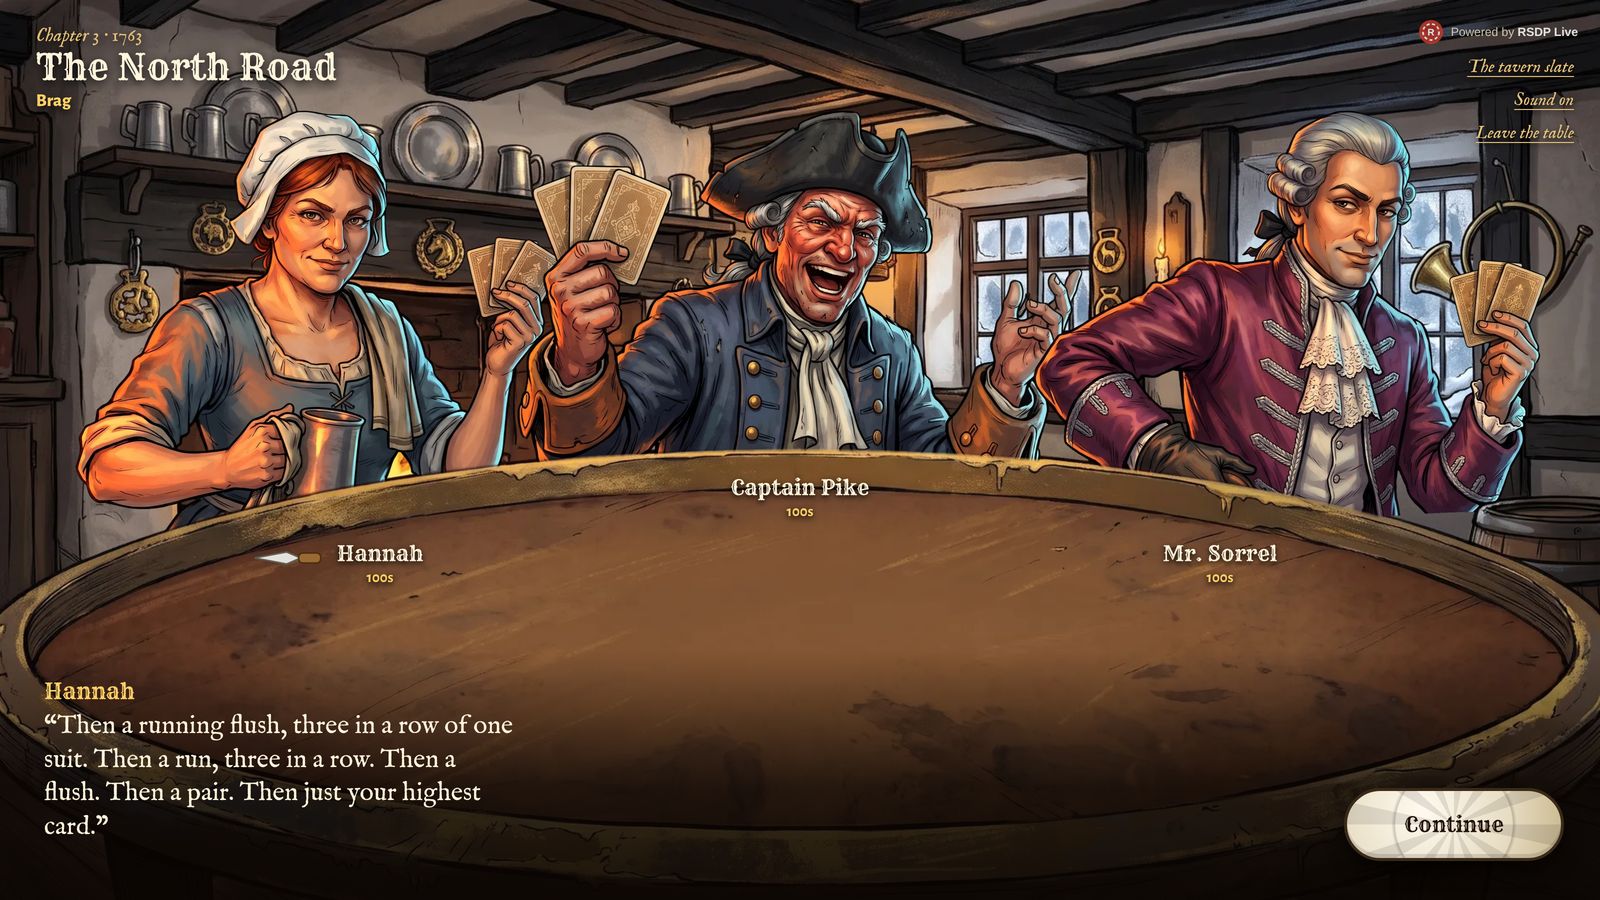 Chapter 3 · 1763
The North Road
Brag
R Powered by RSDP Live
The tavern slate
Sound on
Leave the table
Captain Pike
100s
Hannah
100s
Mr. Sorrel
100s
Hannah
“Then a running flush, three in a row of one
suit. Then a run, three in a row. Then a
flush. Then a pair. Then just your highest
card.”
Continue